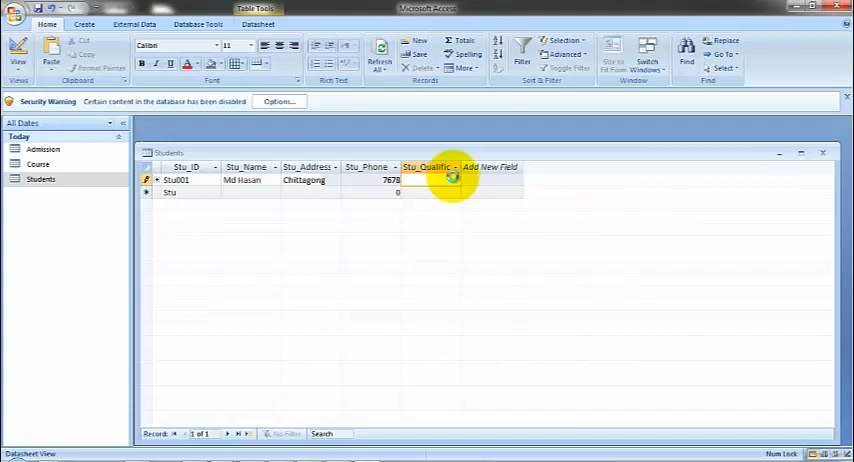 Table Tools
Microsoft Access
Home Create External Data Database Tools Datasheet
View
Views
Paste
Cut
Copy
Format Painter
Clipboard
Calibri 11
B I U A
Font
Rich Text
Refresh All
New
Save
Delete
Σ Totals
Spelling
More
Records
Filter
Selection
Advanced
Toggle Filter
Sort & Filter
Size to Fit Form
Switch Windows
Window
Find
Replace
Go To
Select
Find
Security Warning Certain content in the database has been disabled Options...
All Dates
Today
Admission
Course
Students
Students
Stu_ID Stu_Name Stu_Address Stu_Phone Stu_Qualific Add New Field
Stu001 Md Hasan Chittagong 7678
Stu 0
Record: 1 of 1 No Filter Search
Datasheet View
Num Lock